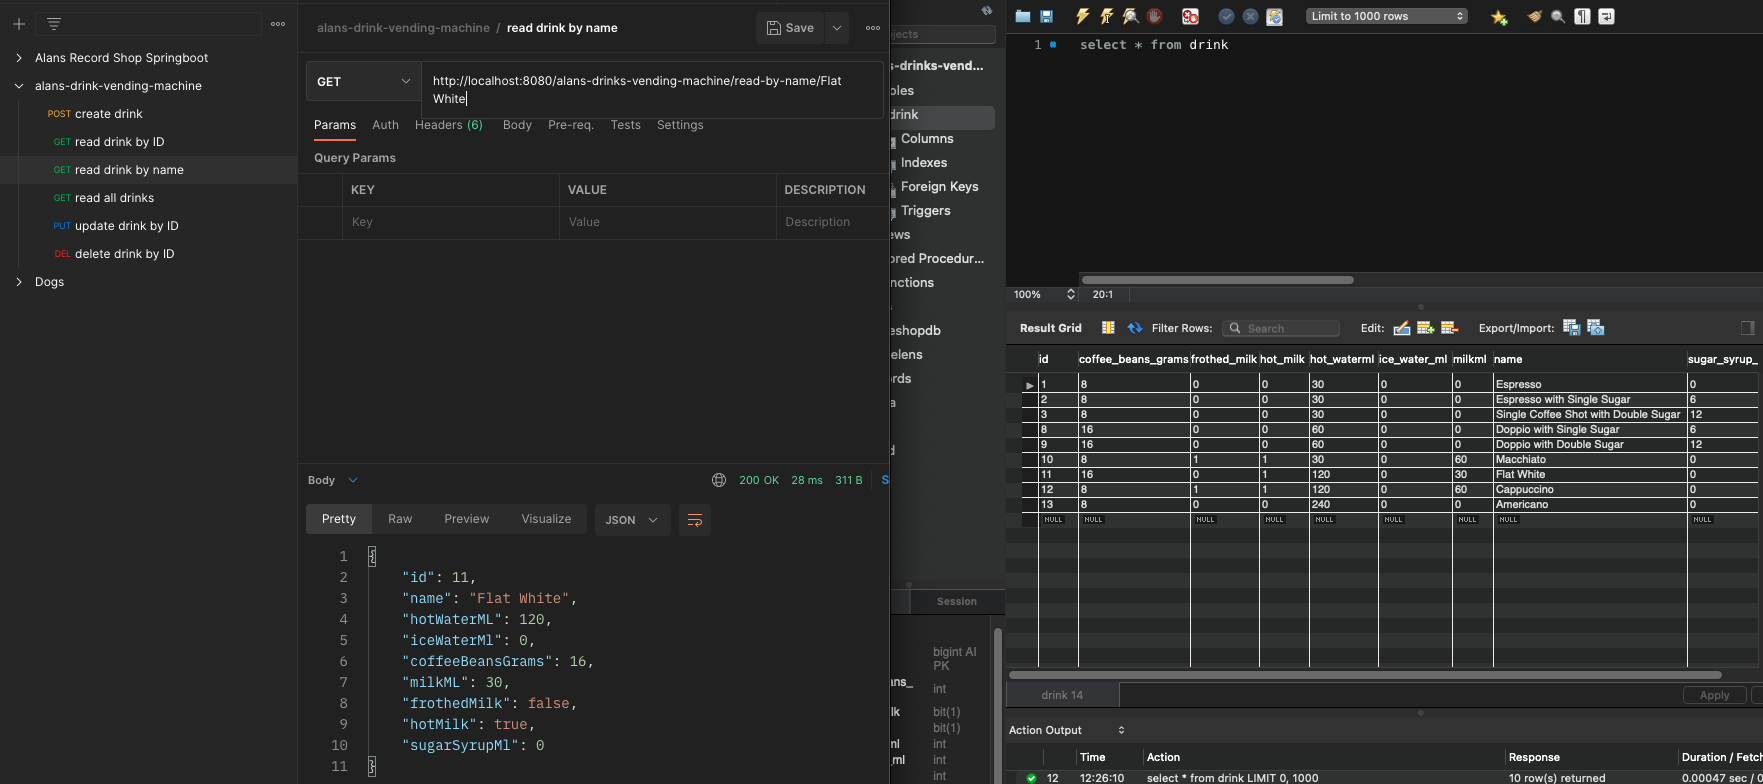 Alans Record Shop Springboot
alans-drink-vending-machine
POST create drink
GET read drink by ID
GET read drink by name
GET read all drinks
PUT update drink by ID
DEL delete drink by ID
Dogs
alans-drink-vending-machine / read drink by name
Save
GET
http://localhost:8080/alans-drinks-vending-machine/read-by-name/Flat
White
Params Auth Headers (6) Body Pre-req. Tests Settings
Query Params
KEY VALUE DESCRIPTION
Key Value Description
Body
200 OK 28 ms 311 B S
Pretty Raw Preview Visualize JSON
1 {
2 "id": 11,
3 "name": "Flat White",
4 "hotWaterML": 120,
5 "iceWaterMl": 0,
6 "coffeeBeansGrams": 16,
7 "milkML": 30,
8 "frothedMilk": false,
9 "hotMilk": true,
10 "sugarSyrupMl": 0
11 }
jects
s-drinks-vend...
bles
drink
Columns
Indexes
Foreign Keys
Triggers
ews
ored Procedur...
nctions
eshopdb
elens
rds
a
d
Session
bigint AI
PK
ans_ int
lk bit(1)
bit(1)
ml int
_ml int
int
Limit to 1000 rows
1 select * from drink
100% 20:1
Result Grid Filter Rows: Search Edit: Export/Import:
id coffee_beans_grams frothed_milk hot_milk hot_waterml ice_water_ml milkml name sugar_syrup_
1 8 0 0 30 0 0 Espresso 0
2 8 0 0 30 0 0 Espresso with Single Sugar 6
3 8 0 0 30 0 0 Single Coffee Shot with Double Sugar 12
8 16 0 0 60 0 0 Doppio with Single Sugar 6
9 16 0 0 60 0 0 Doppio with Double Sugar 12
10 8 1 1 30 0 60 Macchiato 0
11 16 0 1 120 0 30 Flat White 0
12 8 1 1 120 0 60 Cappuccino 0
13 8 0 0 240 0 0 Americano 0
NULL NULL NULL NULL NULL NULL NULL NULL NULL
drink 14
Apply
Action Output
Time Action Response Duration / Fetch
12 12:26:10 select * from drink LIMIT 0, 1000 10 row(s) returned 0.00047 sec / 0